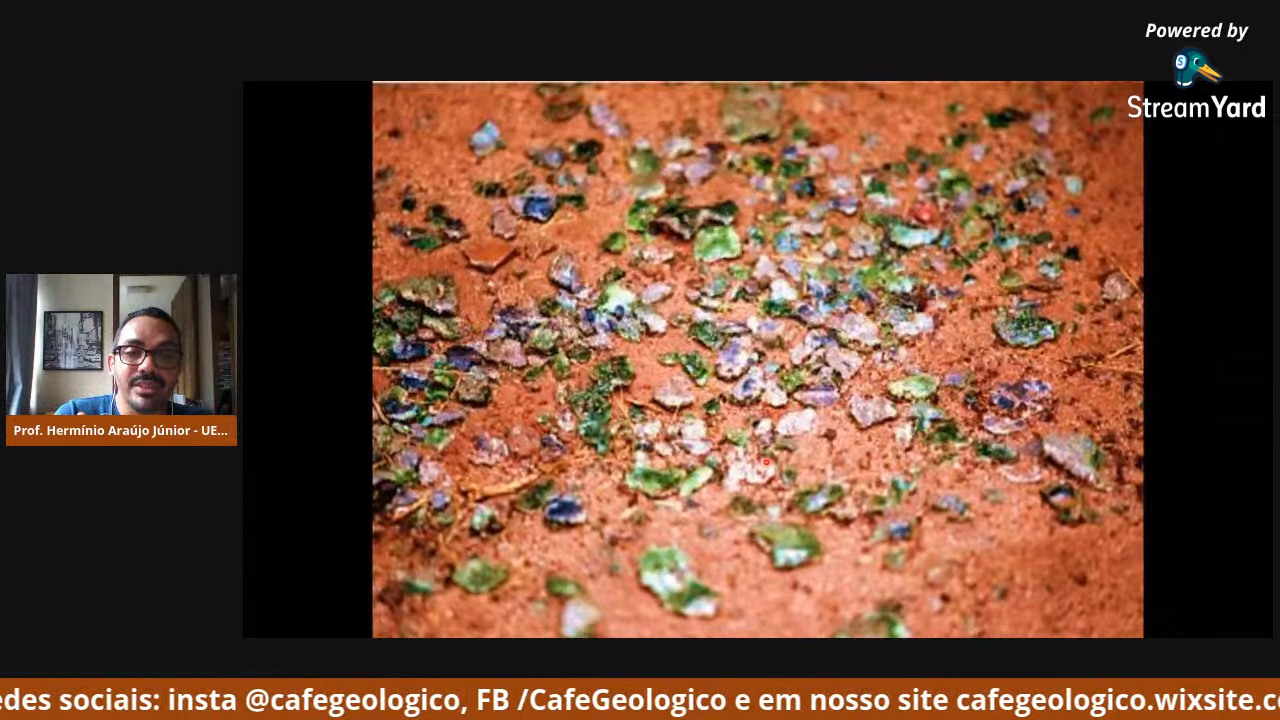 Powered by
StreamYard
Prof. Hermínio Araújo Júnior - UE...
edes sociais: insta @cafegeologico, FB /CafeGeologico e em nosso site cafegeologico.wixsite.c